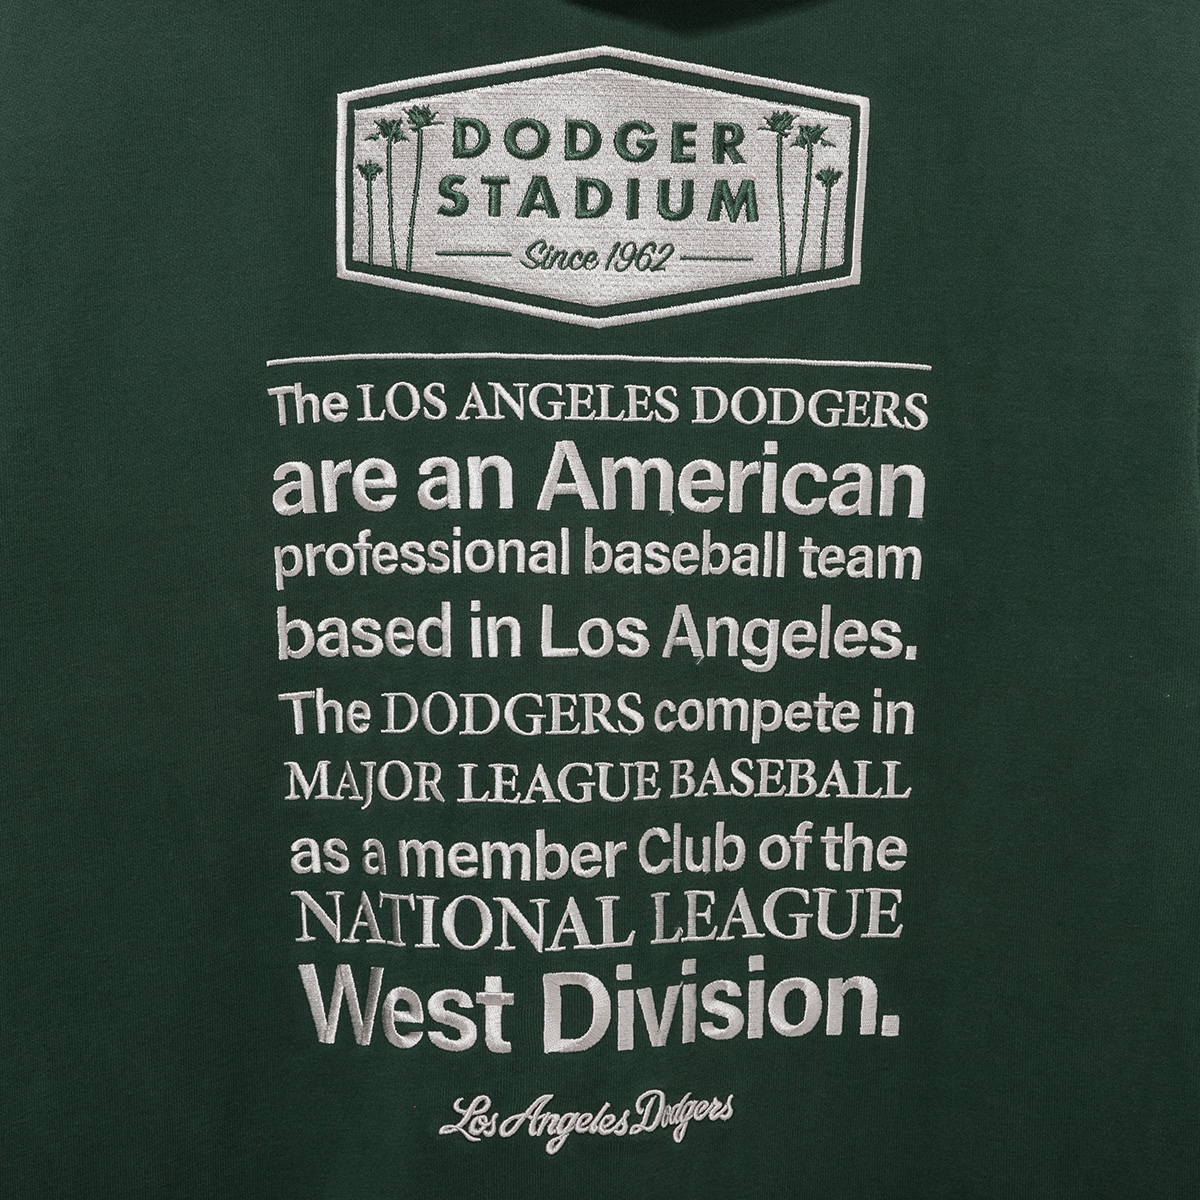 DODGER
STADIUM
Since 1962
The LOS ANGELES DODGERS
are an American
professional baseball team
based in Los Angeles.
The DODGERS compete in
MAJOR LEAGUE BASEBALL
as a member Club of the
NATIONAL LEAGUE
West Division.
Los Angeles Dodgers